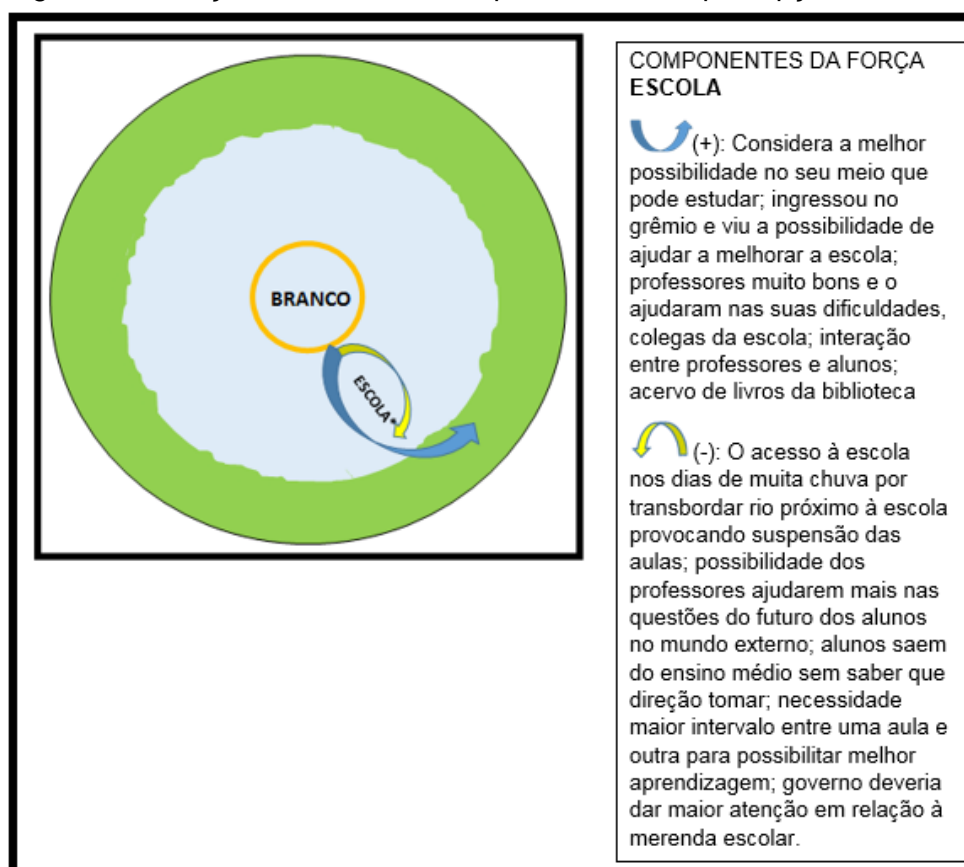 BRANCO
ESCOLA*
COMPONENTES DA FORÇA
ESCOLA
(+): Considera a melhor
possibilidade no seu meio que
pode estudar; ingressou no
grêmio e viu a possibilidade de
ajudar a melhorar a escola;
professores muito bons e o
ajudaram nas suas dificuldades,
colegas da escola; interação
entre professores e alunos;
acervo de livros da biblioteca
(-): O acesso à escola
nos dias de muita chuva por
transbordar rio próximo à escola
provocando suspensão das
aulas; possibilidade dos
professores ajudarem mais nas
questões do futuro dos alunos
no mundo externo; alunos saem
do ensino médio sem saber que
direção tomar; necessidade
maior intervalo entre uma aula e
outra para possibilitar melhor
aprendizagem; governo deveria
dar maior atenção em relação à
merenda escolar.